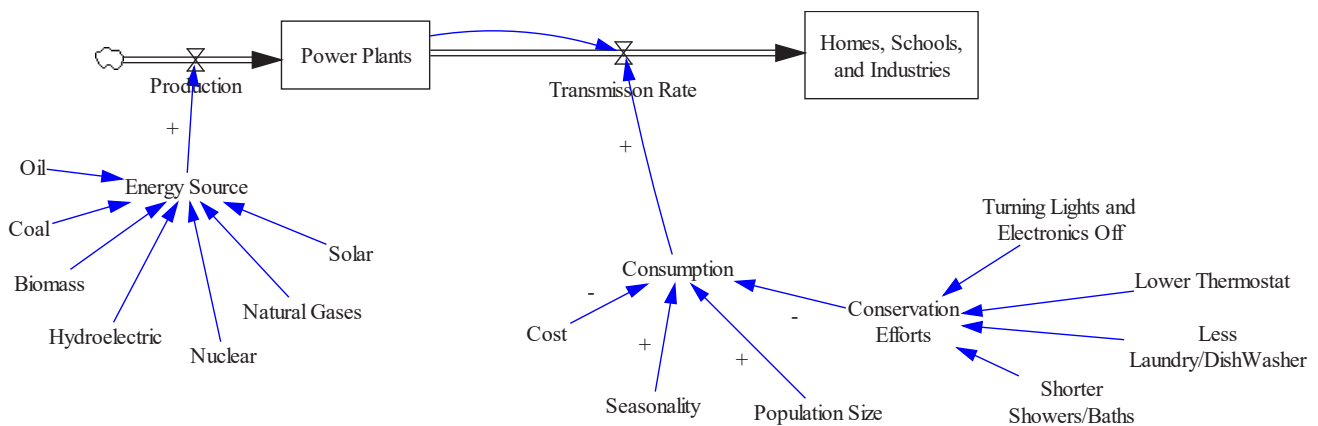 Power Plants
Homes, Schools,
and Industries
Production
Transmisson Rate
+
+
Oil
Energy Source
Coal
Biomass
Hydroelectric
Nuclear
Natural Gases
Solar
Consumption
-
Cost
+
Seasonality
+
Population Size
-
Conservation
Efforts
Turning Lights and
Electronics Off
Lower Thermostat
Less
Laundry/DishWasher
Shorter
Showers/Baths